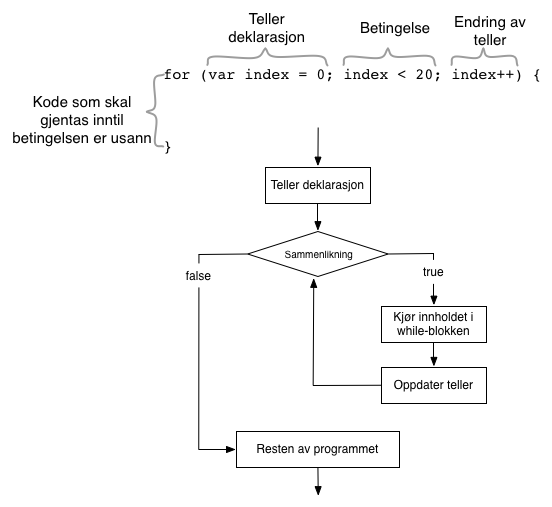 Teller
deklarasjon
Betingelse
Endring av
teller
for (var index = 0; index < 20; index++) {
Kode som skal
gjentas inntil
betingelsen er usann
}
Teller deklarasjon
Sammenlikning
false
true
Kjør innholdet i
while-blokken
Oppdater teller
Resten av programmet